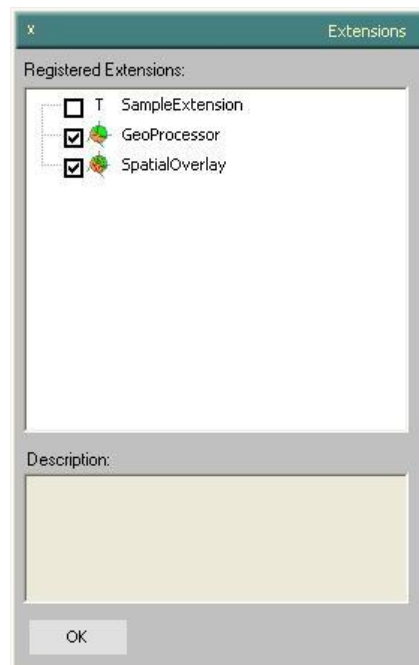 x Extensions
Registered Extensions:
T SampleExtension
GeoProcessor
SpatialOverlay
Description:
OK